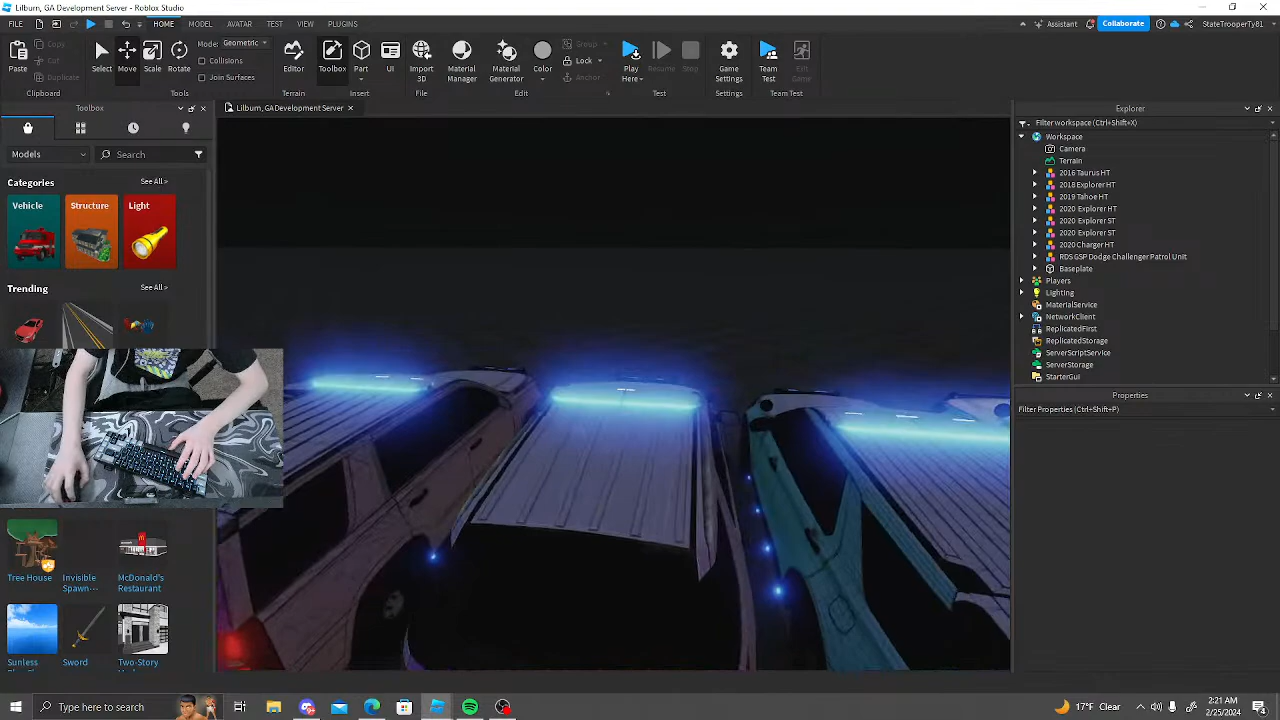 Lilburn, GA Development Server - Roblox Studio
FILE HOME MODEL AVATAR TEST VIEW PLUGINS
Assistant Collaborate StateTrooperTy81
Paste Copy Cut Duplicate Clipboard
Select Move Scale Rotate Tools
Mode: Geometric Collisions Join Surfaces
Editor Terrain
Toolbox Part UI Insert
Import 3D File
Material Manager Material Generator Color Edit
Group Lock Anchor
Play Here Resume Stop Test
Game Settings
Team Test Exit Game Team Test
Toolbox
Lilburn, GA Development Server
Models Search
Categories See All>
Vehicle Structure Light
Trending See All>
Tree House
Invisible Spawn···
McDonald's Restaurant
Sunless
Sword
Two-Story
Explorer
Filter workspace (Ctrl+Shift+X)
Workspace
Camera
Terrain
2016 Taurus HT
2018 Explorer HT
2019 Tahoe HT
2020 Explorer HT
2020 Explorer ST
2020 Explorer ST
2020 Charger HT
RDS GSP Dodge Challenger Patrol Unit
Baseplate
Players
Lighting
MaterialService
NetworkClient
ReplicatedFirst
ReplicatedStorage
ServerScriptService
ServerStorage
StarterGui
Properties
Filter Properties (Ctrl+Shift+P)
Type here to search
17°F Clear
2:21 AM
2/25/2024